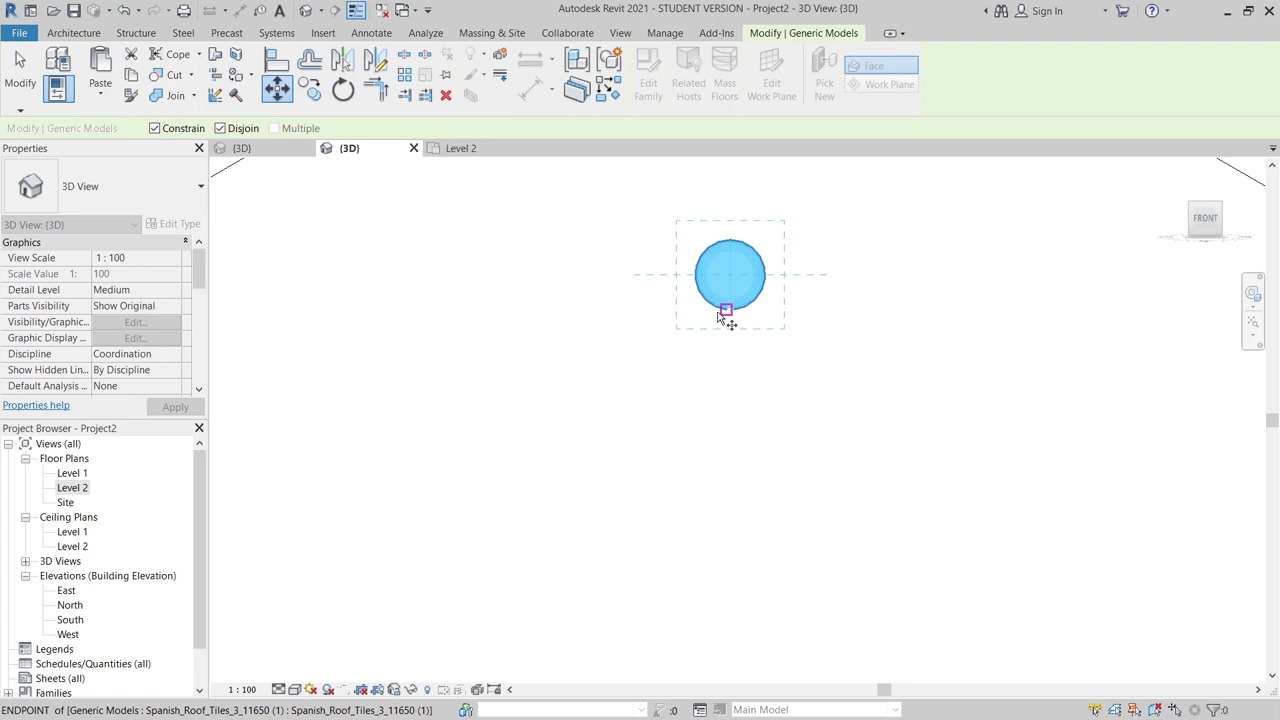 Autodesk Revit 2021 - STUDENT VERSION - Project2 - 3D View: {3D}
Sign In
File Architecture Structure Steel Precast Systems Insert Annotate Analyze Massing & Site Collaborate View Manage Add-Ins Modify | Generic Models
Modify
Paste
Cope
Cut
Join
Edit Family
Related Hosts
Mass Floors
Edit Work Plane
Pick New
Face
Work Plane
Modify | Generic Models Constrain Disjoin Multiple
Properties
{3D} {3D} Level 2
3D View
3D View: {3D} Edit Type
Graphics
View Scale 1 : 100
Scale Value 1: 100
Detail Level Medium
Parts Visibility Show Original
Visibility/Graphic... Edit...
Graphic Display ... Edit...
Discipline Coordination
Show Hidden Lin... By Discipline
Default Analysis ... None
Properties help Apply
Project Browser - Project2
Views (all)
Floor Plans
Level 1
Level 2
Site
Ceiling Plans
Level 1
Level 2
3D Views
Elevations (Building Elevation)
East
North
South
West
Legends
Schedules/Quantities (all)
Sheets (all)
Families
FRONT
1 : 100
ENDPOINT of [Generic Models : Spanish_Roof_Tiles_3_11650 (1) : Spanish_Roof_Tiles_3_11650 (1)]
:0
Main Model
:0